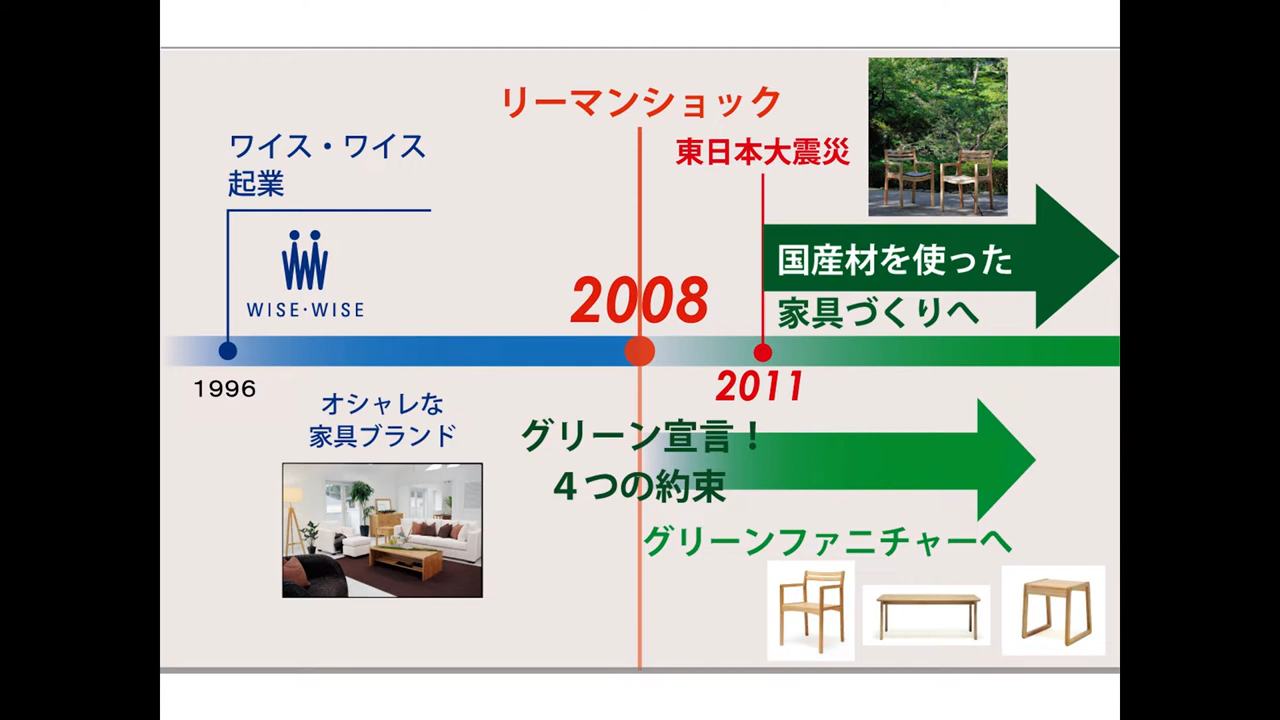 リーマンショック
ワイス・ワイス
起業
東日本大震災
WISE・WISE
2008
国産材を使った
家具づくりへ
1996
2011
オシャレな
家具ブランド
グリーン宣言！
４つの約束
グリーンファニチャーへ